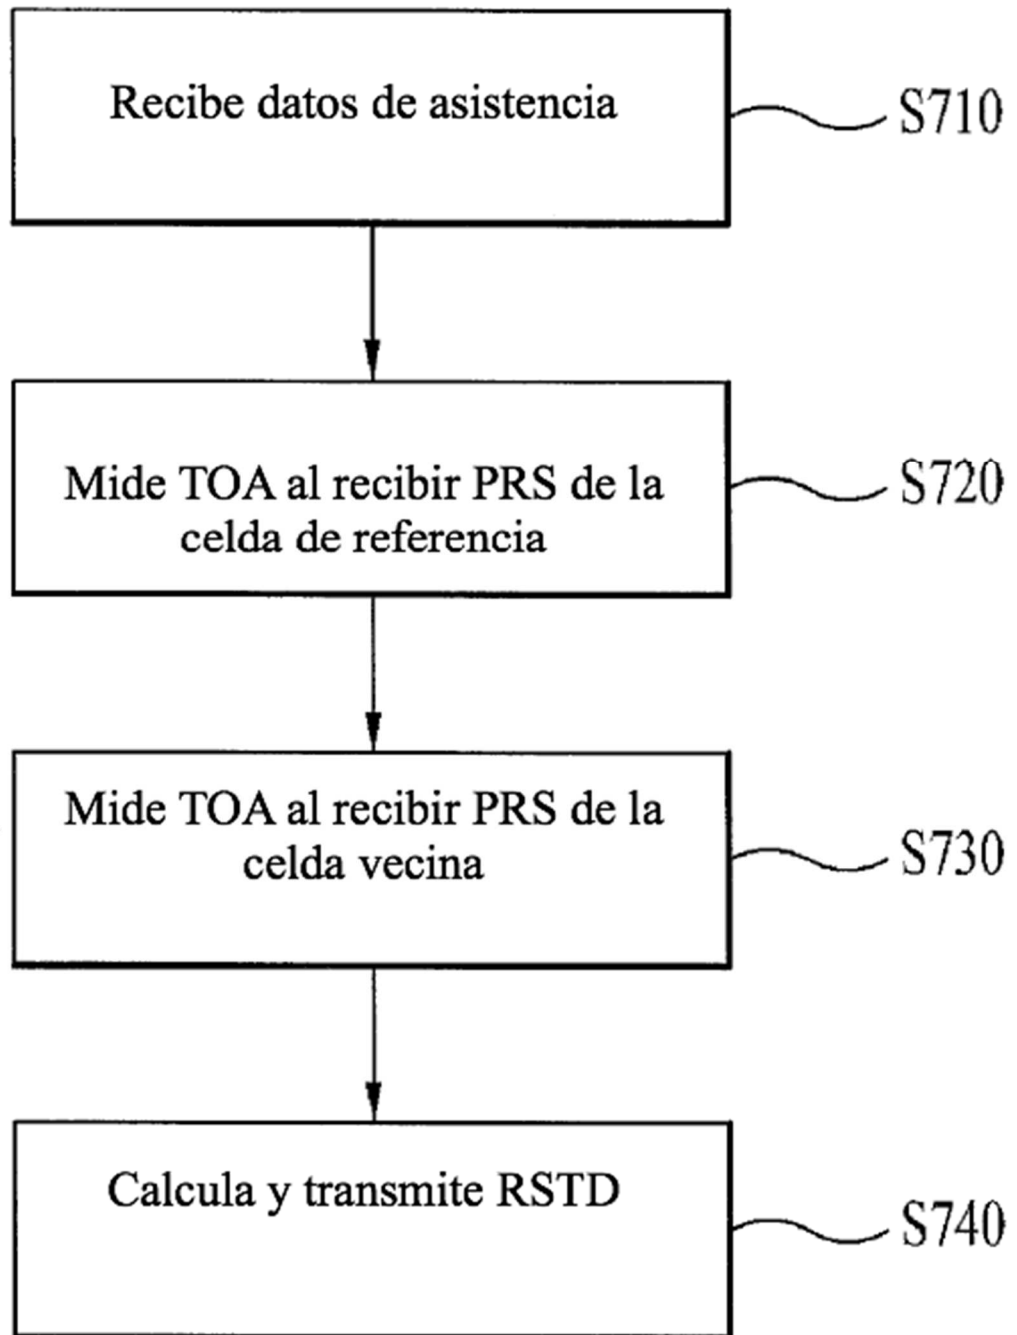 Recibe datos de asistencia
S710
Mide TOA al recibir PRS de la
celda de referencia
S720
Mide TOA al recibir PRS de la
celda vecina
S730
Calcula y transmite RSTD
S740